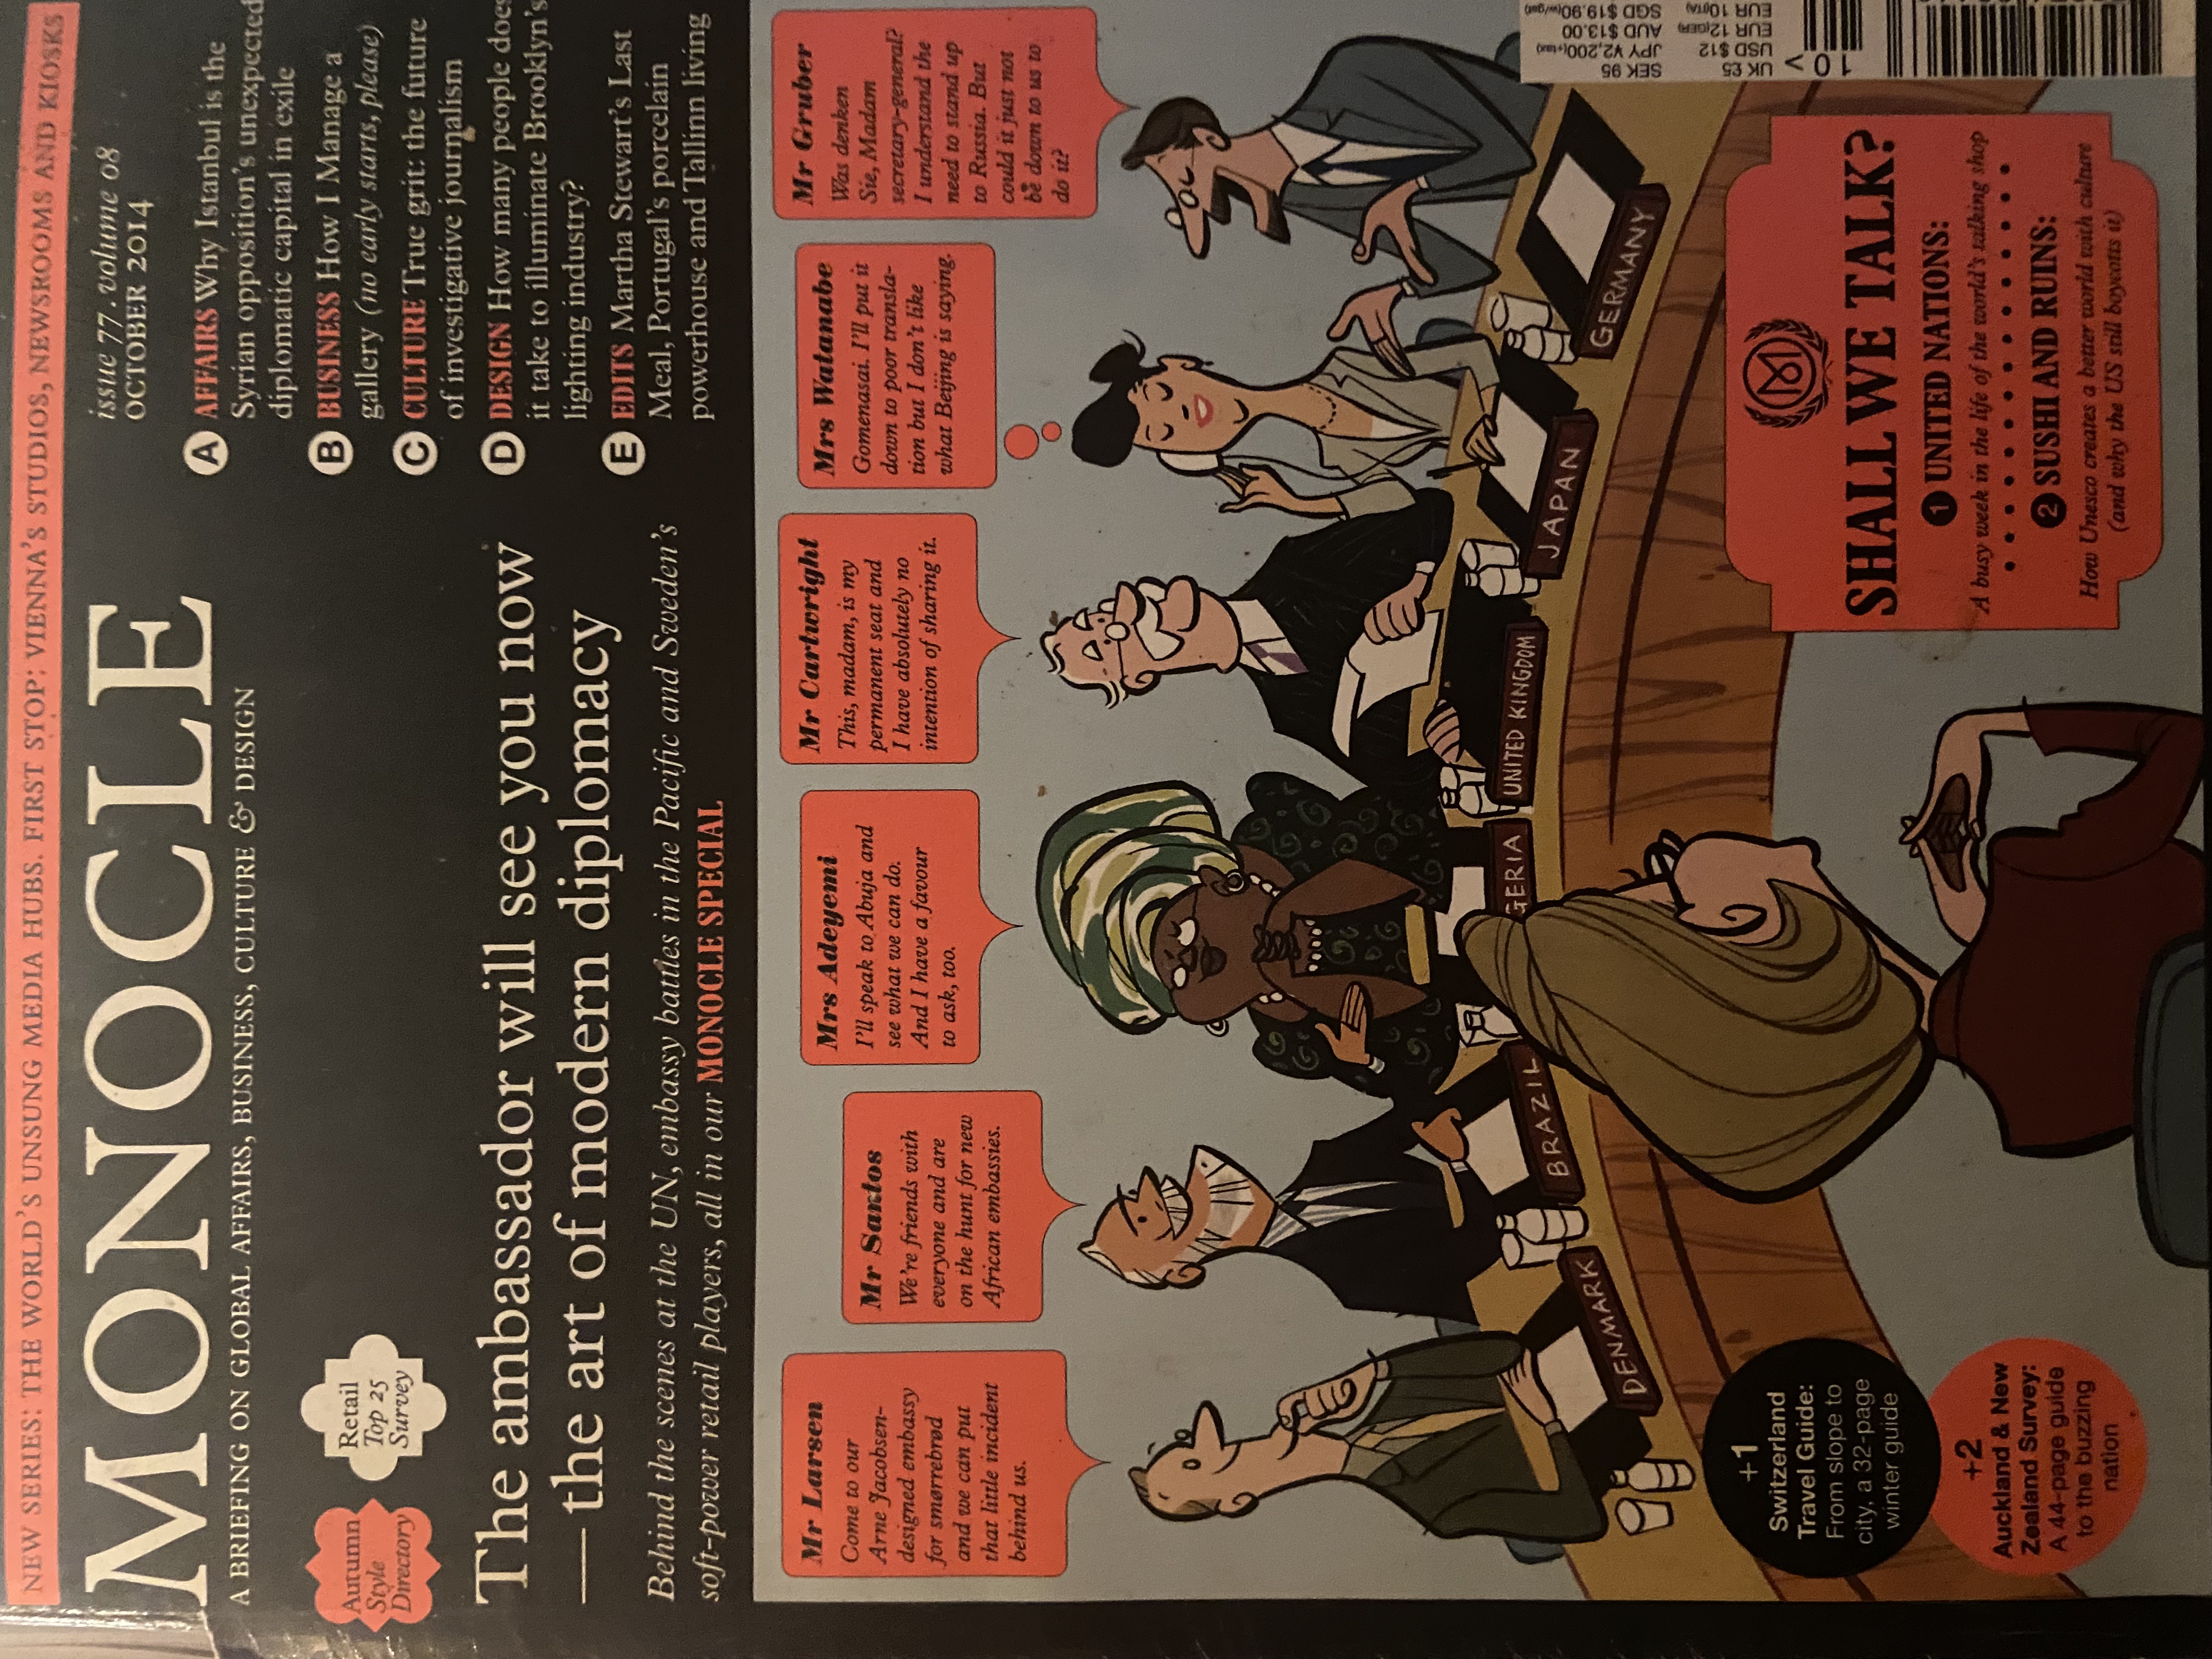 NEW SERIES: THE WORLD'S UNSUNG MEDIA HUBS. FIRST STOP: VIENNA'S STUDIOS, NEWSROOMS AND KIOSKS
MONOCLE
A BRIEFING ON GLOBAL AFFAIRS, BUSINESS, CULTURE & DESIGN
issue 77 . volume 08
OCTOBER 2014
A AFFAIRS Why Istanbul is the
Syrian opposition's unexpected
diplomatic capital in exile
B BUSINESS How I Manage a
gallery (no early starts, please)
C CULTURE True grit: the future
of investigative journalism
D DESIGN How many people does
it take to illuminate Brooklyn's
lighting industry?
E EDITS Martha Stewart's Last
Meal, Portugal's porcelain
powerhouse and Tallinn living
Autumn
Style
Directory
Retail
Top 25
Survey
The ambassador will see you now
— the art of modern diplomacy
Behind the scenes at the UN, embassy battles in the Pacific and Sweden's
soft-power retail players, all in our MONOCLE SPECIAL
Mr Larsen
Come to our
Arne Jacobsen-
designed embassy
for smørrebrød
and we can put
that little incident
behind us.
Mr Santos
We're friends with
everyone and are
on the hunt for new
African embassies.
Mrs Adeyemi
I'll speak to Abuja and
see what we can do.
And I have a favour
to ask, too.
Mr Cartwright
This, madam, is my
permanent seat and
I have absolutely no
intention of sharing it.
Mrs Watanabe
Gomenasai. I'll put it
down to poor transla-
tion but I don't like
what Beijing is saying.
Mr Gruber
Was denken
Sie, Madam
secretary-general?
I understand the
need to stand up
to Russia. But
could it just not
be down to us to
do it?
DENMARK
BRAZIL
GERIA
UNITED KINGDOM
JAPAN
GERMANY
+1
Switzerland
Travel Guide:
From slope to
city, a 32-page
winter guide
+2
Auckland & New
Zealand Survey:
A 44-page guide
to the buzzing
nation
M
SHALL WE TALK?
1 UNITED NATIONS:
A busy week in the life of the world's talking shop
2 SUSHI AND RUINS:
How Unesco creates a better world with culture
(and why the US still boycotts it)
10 >
UK £5 SEK 95
USD $12 JPY ¥2,200(+tax)
EUR 12(GER) AUD $13.00
EUR 10(ITA) SGD $19.90(w/gst)